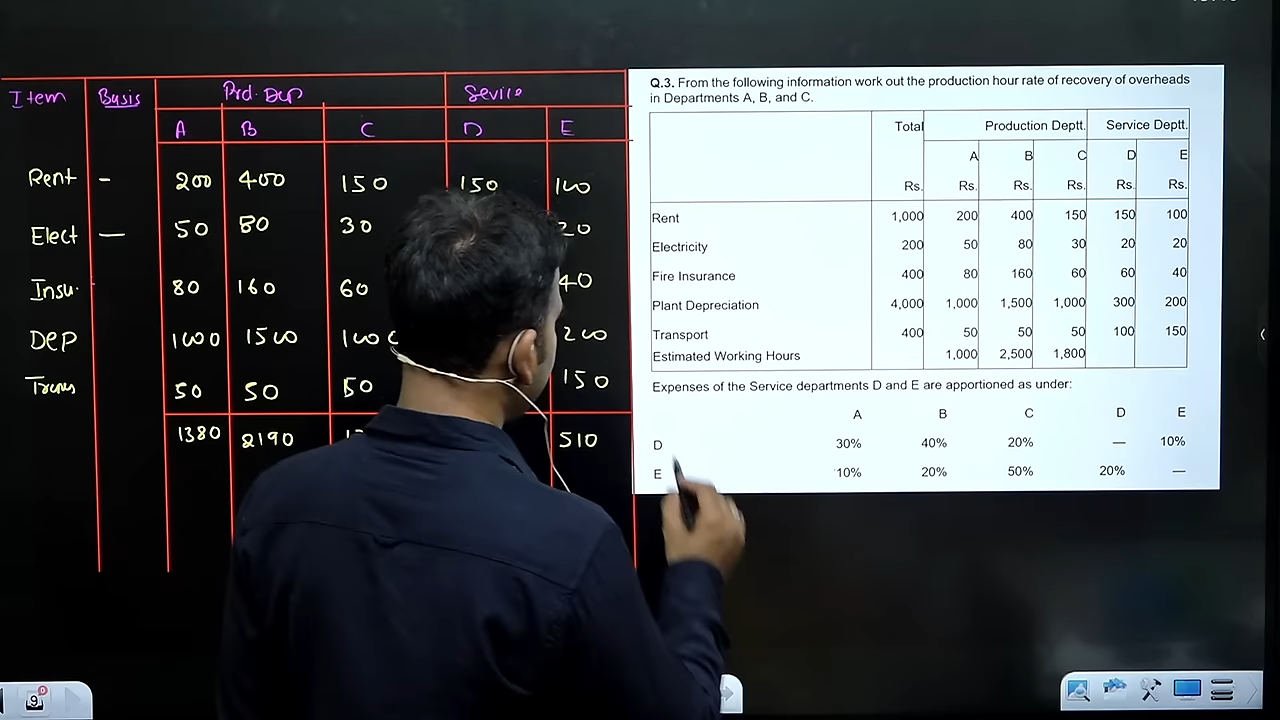 Item Basis Prd. Dep Sevice
A B C D E
Rent - 200 400 150 150 100
Elect — 50 80 30 20
Insu. 80 160 60 40
Dep 1000 1500 1000 200
Trans 50 50 50 150
1380 2190 510
Q.3. From the following information work out the production hour rate of recovery of overheads
in Departments A, B, and C.
Total Production Deptt. Service Deptt.
A B C D E
Rs. Rs. Rs. Rs. Rs. Rs.
Rent 1,000 200 400 150 150 100
Electricity 200 50 80 30 20 20
Fire Insurance 400 80 160 60 60 40
Plant Depreciation 4,000 1,000 1,500 1,000 300 200
Transport 400 50 50 50 100 150
Estimated Working Hours 1,000 2,500 1,800
Expenses of the Service departments D and E are apportioned as under:
A B C D E
D 30% 40% 20% — 10%
E 10% 20% 50% 20% —
9